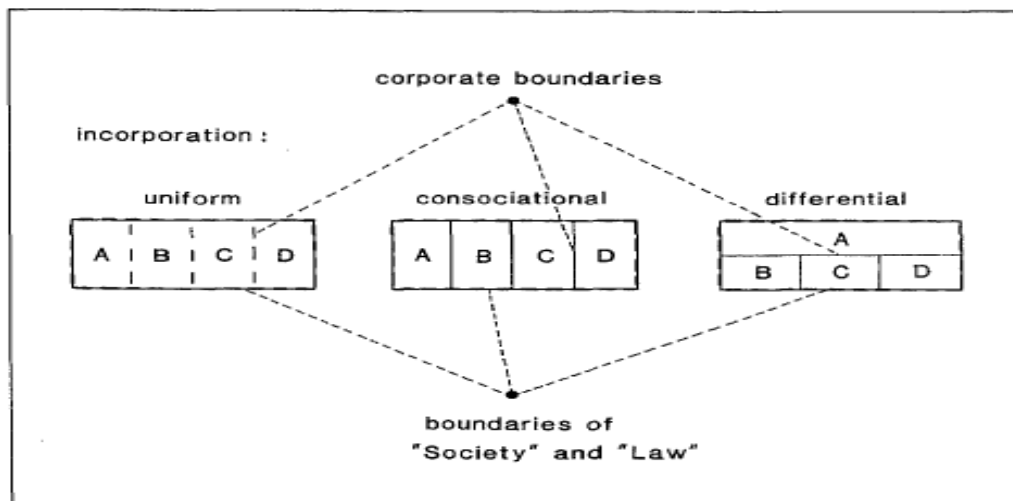 corporate boundaries
incorporation :
uniform
consociational
differential
A B C D
A B C D
A
B C D
boundaries of
"Society" and "Law"